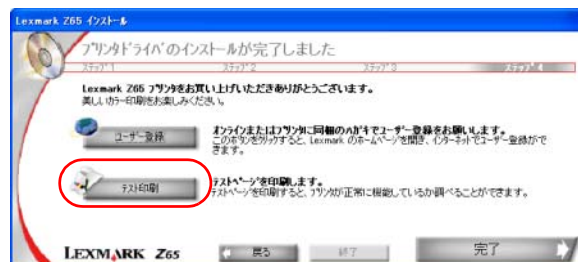 Lexmark Z65 インストール
プリンタドライバのインストールが完了しました
ステップ 1 ステップ 2 ステップ 3 ステップ 4
Lexmark Z65 プリンタをお買い上げいただきありがとうございます。
美しいカラー印刷をお楽しみください。
ユーザー登録
オンラインまたはプリンタに同梱のハガキでユーザー登録をお願いします。
このボタンをクリックすると、Lexmark のホームページを開き、インターネットでユーザー登録ができます。
テスト印刷
テストページを印刷します。
テストページを印刷すると、プリンタが正常に機能しているか調べることができます。
LEXMARK Z65
戻る
終了
完了